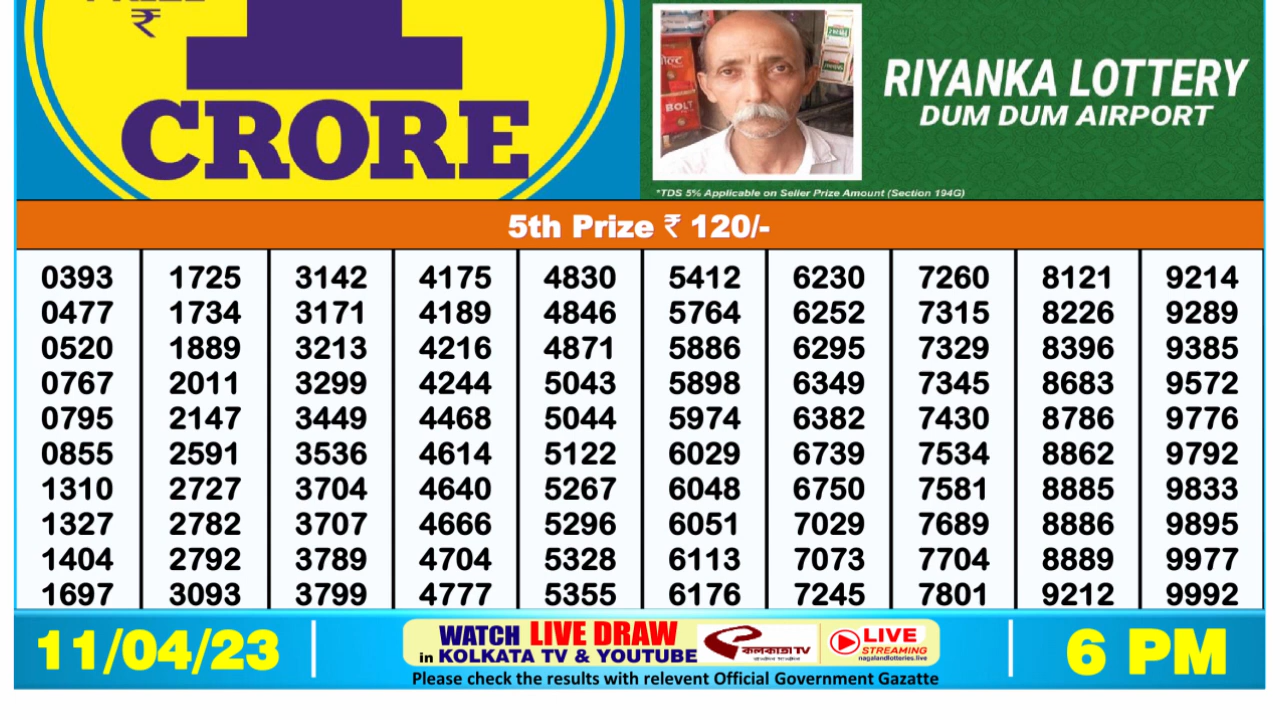 ₹
1
CRORE
BOLT
RIYANKA LOTTERY
DUM DUM AIRPORT
*TDS 5% Applicable on Seller Prize Amount (Section 194G)
5th Prize ₹ 120/-
0393 1725 3142 4175 4830 5412 6230 7260 8121 9214
0477 1734 3171 4189 4846 5764 6252 7315 8226 9289
0520 1889 3213 4216 4871 5886 6295 7329 8396 9385
0767 2011 3299 4244 5043 5898 6349 7345 8683 9572
0795 2147 3449 4468 5044 5974 6382 7430 8786 9776
0855 2591 3536 4614 5122 6029 6739 7534 8862 9792
1310 2727 3704 4640 5267 6048 6750 7581 8885 9833
1327 2782 3707 4666 5296 6051 7029 7689 8886 9895
1404 2792 3789 4704 5328 6113 7073 7704 8889 9977
1697 3093 3799 4777 5355 6176 7245 7801 9212 9992
11/04/23
WATCH LIVE DRAW
in KOLKATA TV & YOUTUBE
কলকাতা TV
LIVE
STREAMING
nagalandlotteries.live
Please check the results with relevent Official Government Gazatte
6 PM